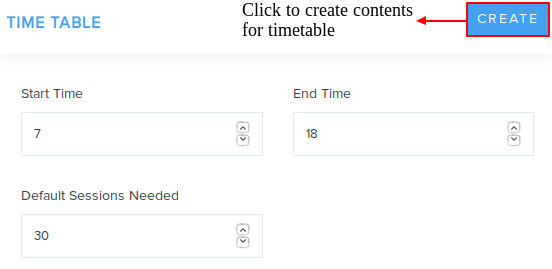 TIME TABLE
Click to create contents
for timetable
CREATE
Start Time
End Time
7
18
Default Sessions Needed
30